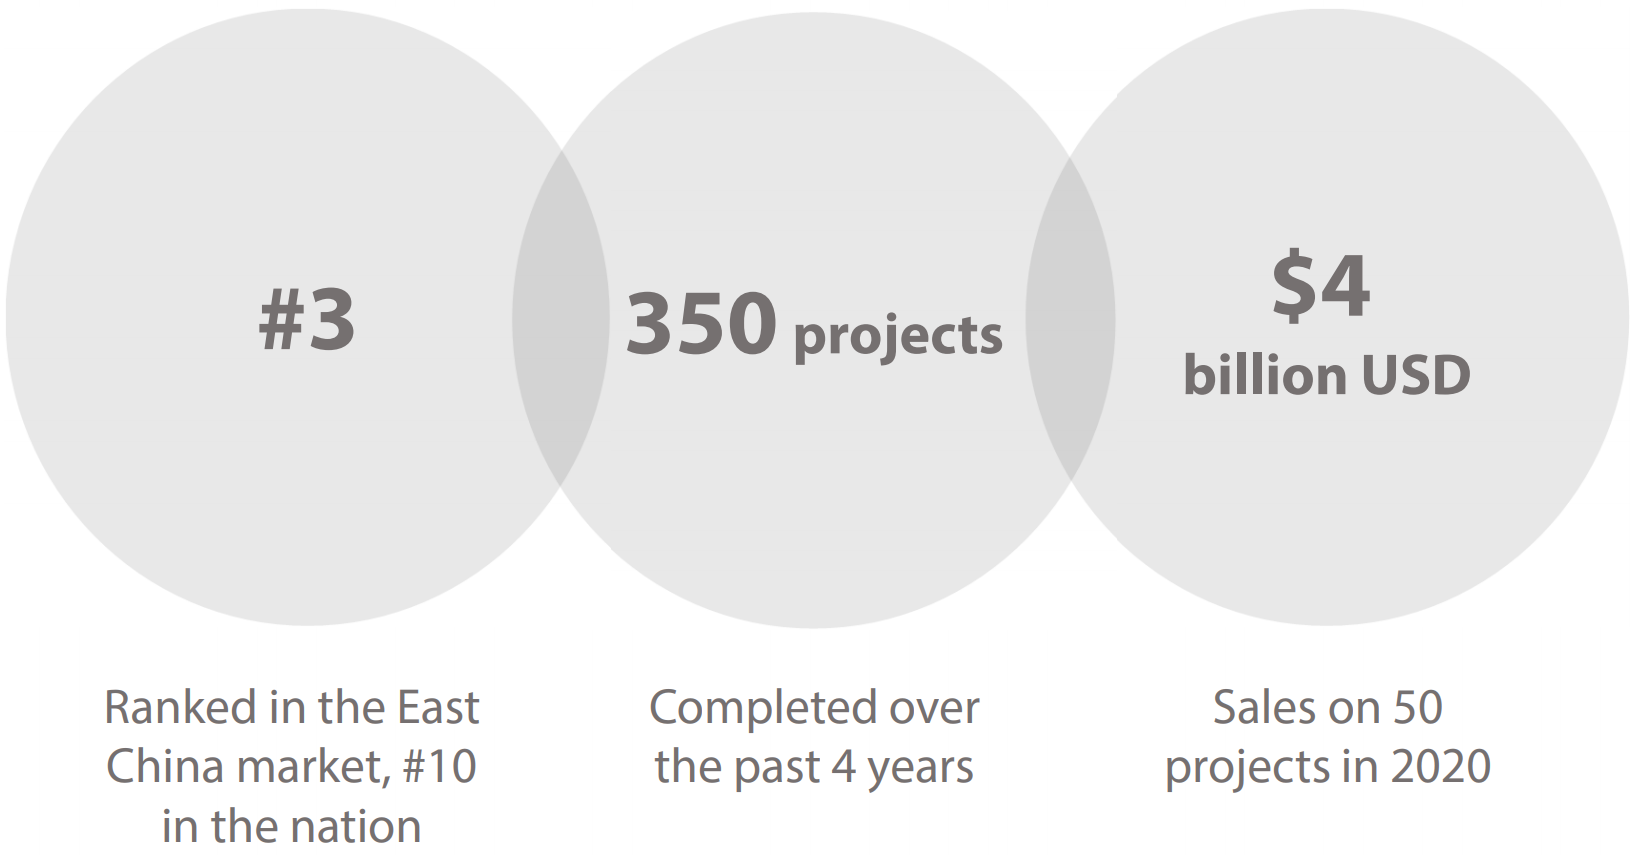 #3
Ranked in the East
China market, #10
in the nation
350 projects
Completed over
the past 4 years
$4
billion USD
Sales on 50
projects in 2020